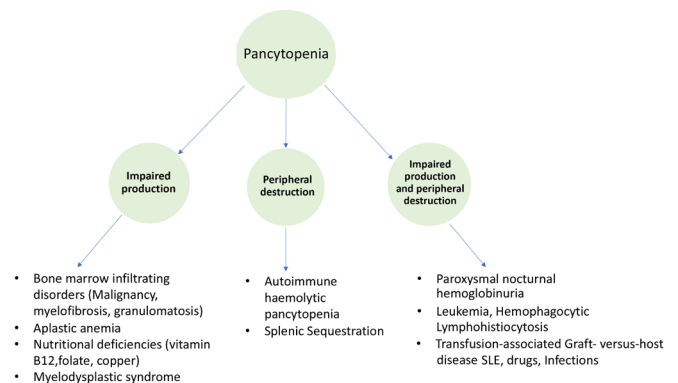 Pancytopenia
Impaired
production
Peripheral
destruction
Impaired
production
and peripheral
destruction
• Bone marrow infiltrating
disorders (Malignancy,
myelofibrosis, granulomatosis)
• Aplastic anemia
• Nutritional deficiencies (vitamin
B12,folate, copper)
• Myelodysplastic syndrome
• Autoimmune
haemolytic
pancytopenia
• Splenic Sequestration
• Paroxysmal nocturnal
hemoglobinuria
• Leukemia, Hemophagocytic
Lymphohistiocytosis
• Transfusion-associated Graft- versus-host
disease SLE, drugs, Infections